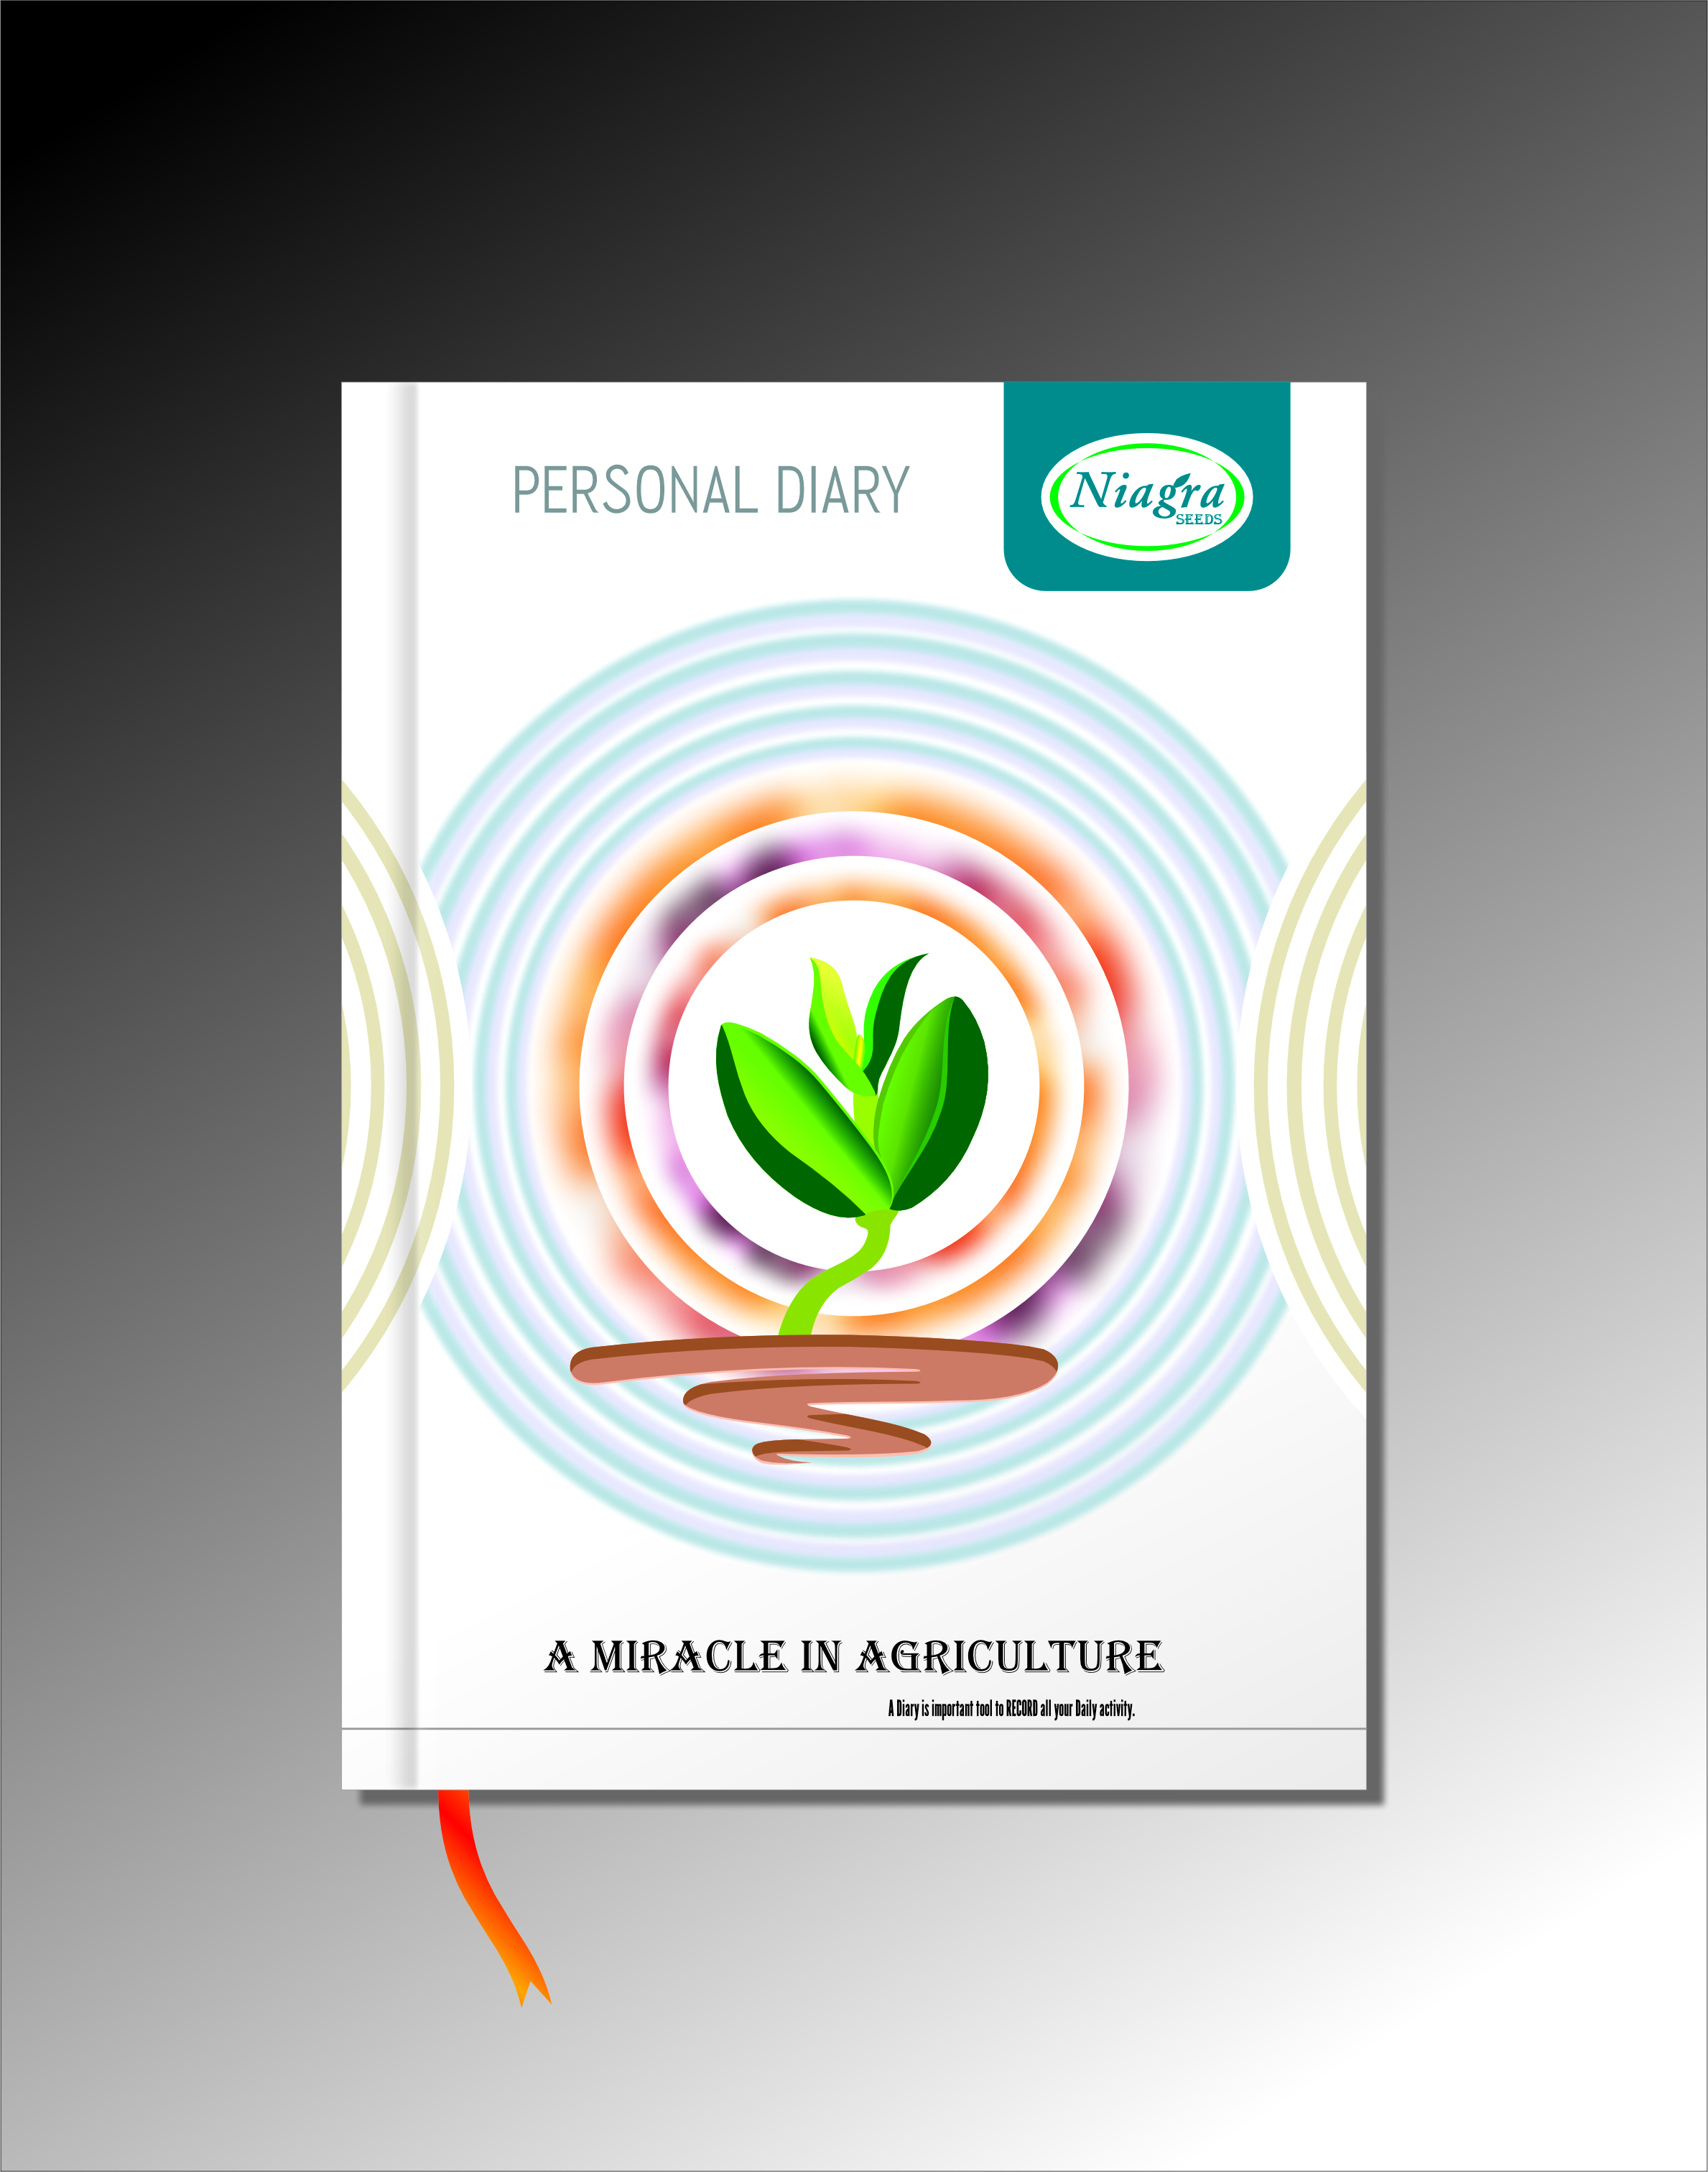 PERSONAL DIARY
Niagra
SEEDS
A MIRACLE IN AGRICULTURE
A Diary is important tool to RECORD all your Daily activity.